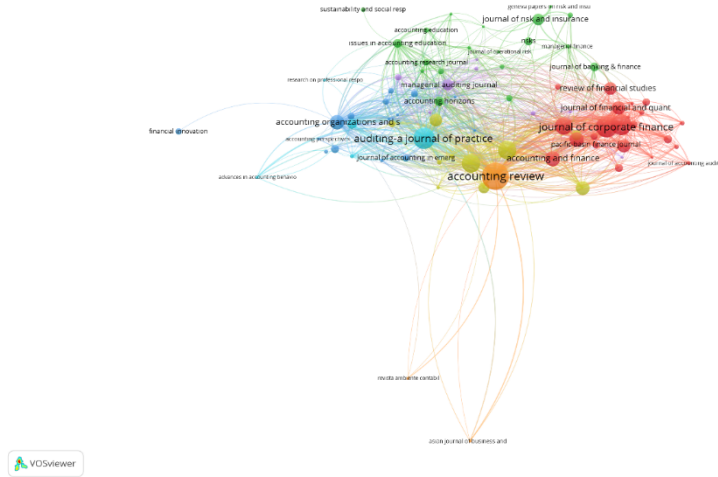 geneva papers on risk and insu
sustainability and social resp
journal of risk and insurance
accounting education
risks
issues in accounting education
managerial finance
journal of operational risk
accounting research journal
journal of banking & finance
research on professional respo
managerial auditing journal
review of financial studies
accounting horizons
journal of financial and quant.
accounting organizations and s
journal of corporate finance
financial innovation
accounting perspectives
auditing-a journal of practice
pacific-basin finance journal
journal of accounting in emerg
accounting and finance
journal of accounting audit
advances in accounting behavio
accounting review
revista ambiente contabil
asian journal of business and
VOSviewer